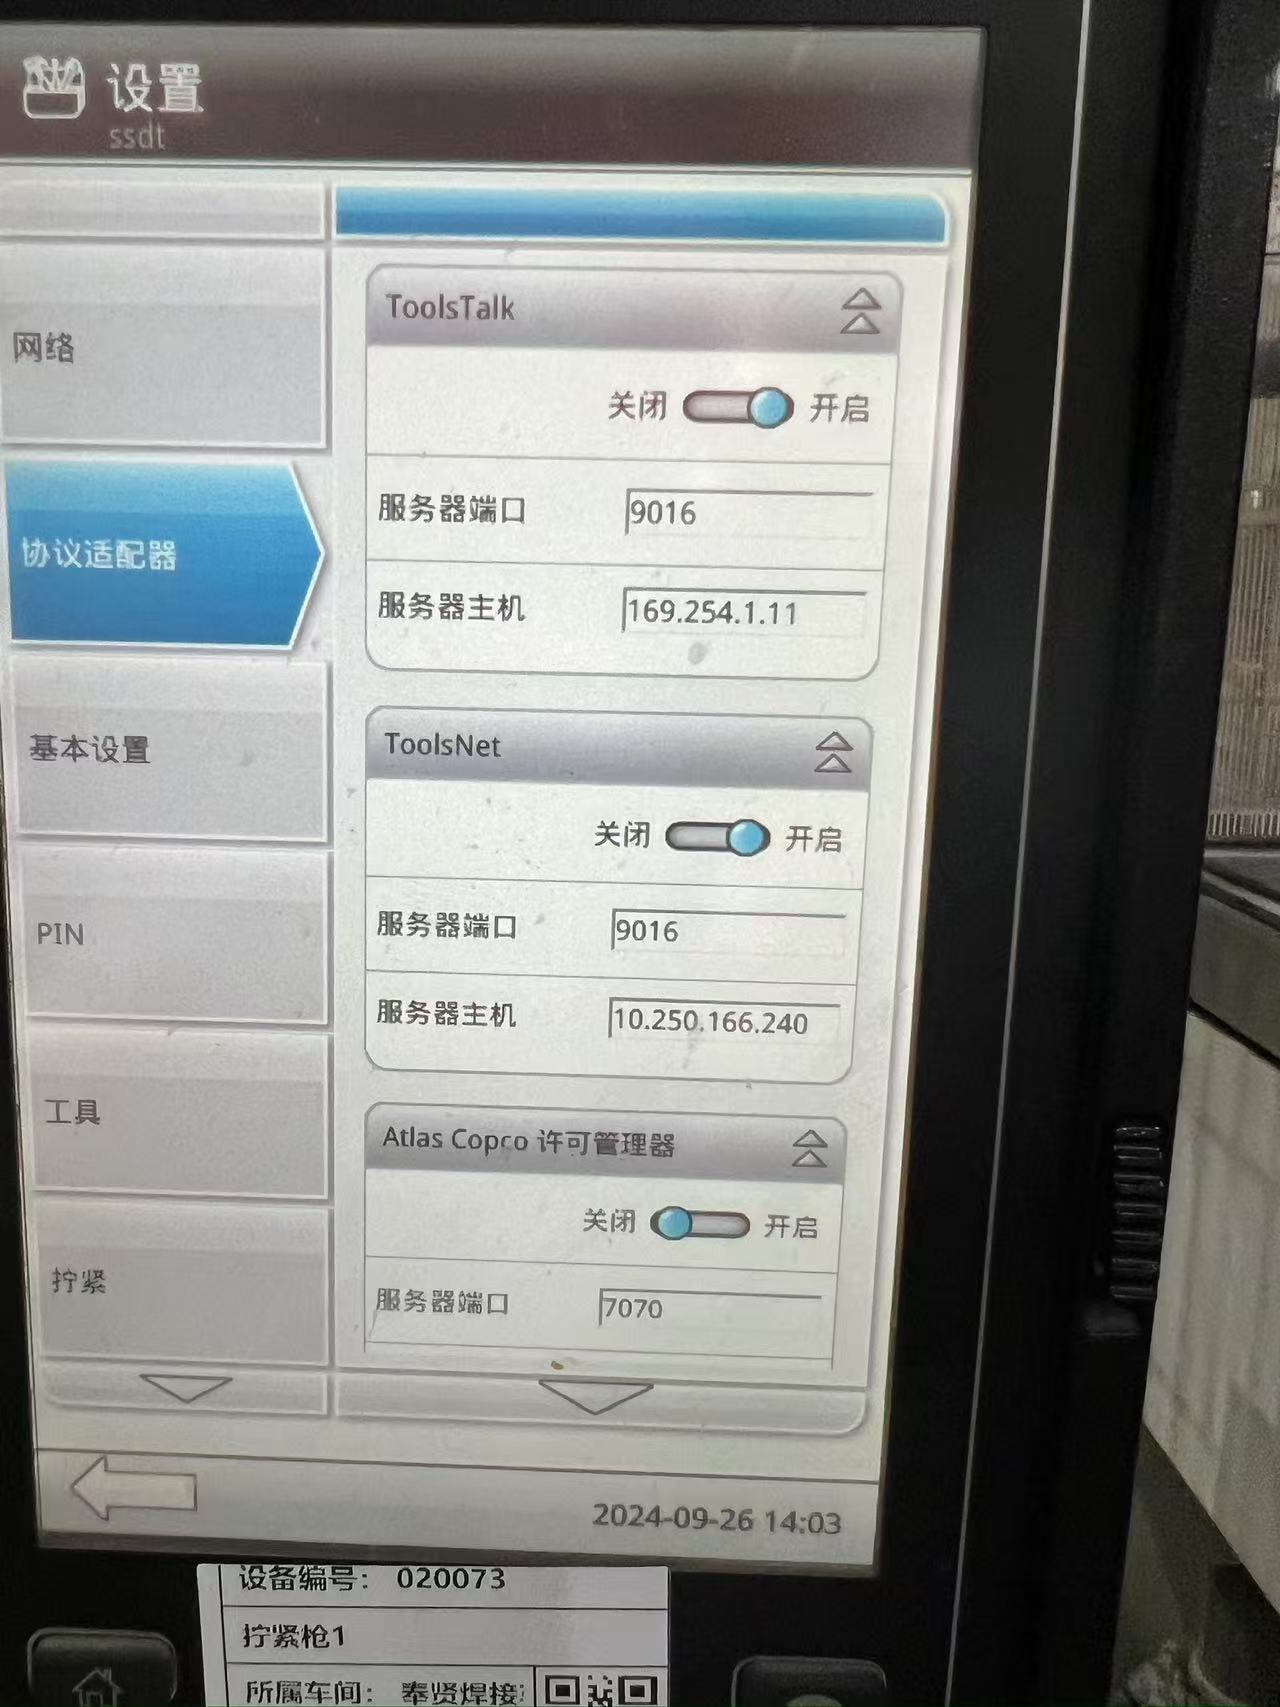 设置
ssdt
网络
协议适配器
基本设置
PIN
工具
拧紧
ToolsTalk
关闭 开启
服务器端口 9016
服务器主机 169.254.1.11
ToolsNet
关闭 开启
服务器端口 9016
服务器主机 10.250.166.240
Atlas Copco 许可管理器
关闭 开启
服务器端口 7070
2024-09-26 14:03
设备编号： 020073
拧紧枪1
所属车间： 奉贤焊接